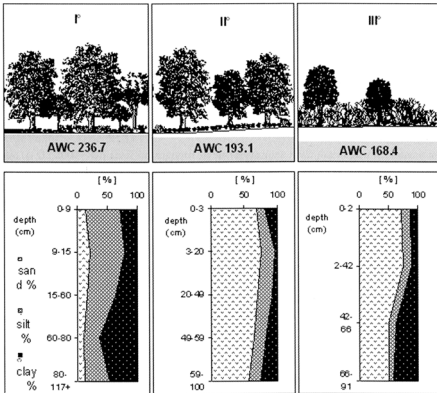 I°
II°
III°
AWC 236.7
AWC 193.1
AWC 168.4
[ % ]
0 50 100
depth
(cm)
0-9
9-15
15-60
60-80
80-
117+
san
d %
silt
%
clay
%
[ % ]
0 50 100
depth
(cm)
0-3
3-20
20-49
49-59
59-
100
[ % ]
0 50 100
depth
(cm)
0-2
2-42
42-
66
66-
91